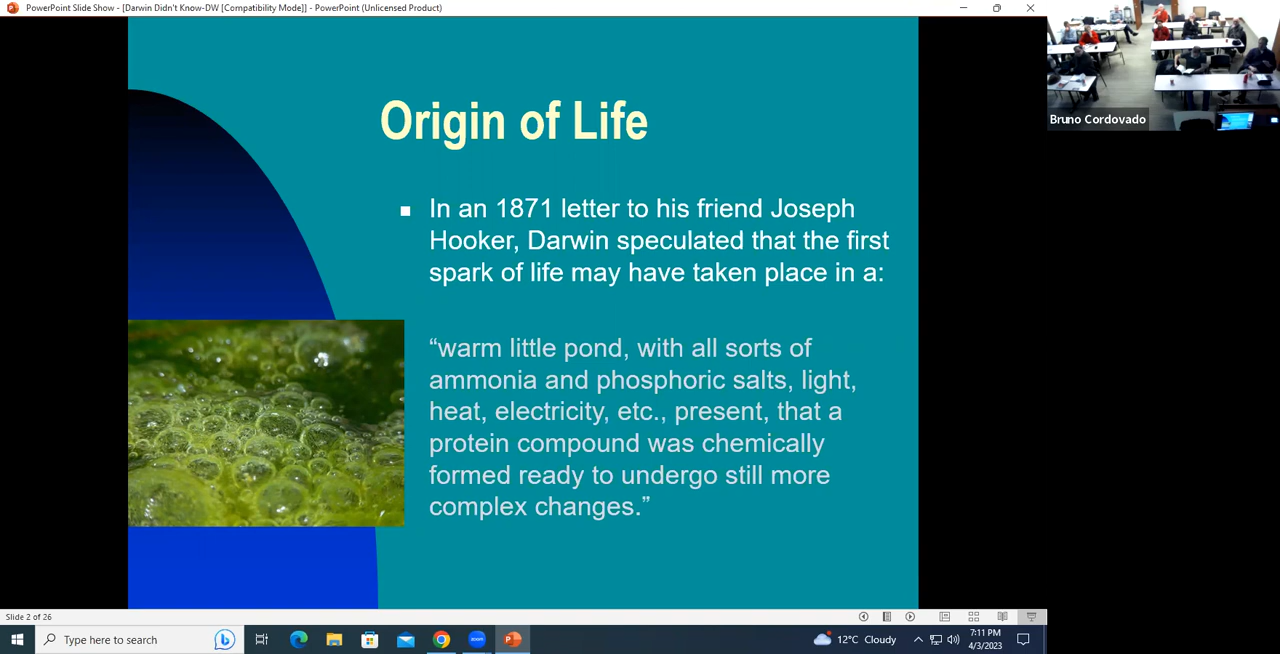 PowerPoint Slide Show - [Darwin Didn't Know-DW [Compatibility Mode]] - PowerPoint (Unlicensed Product)
Bruno Cordovado
Origin of Life
In an 1871 letter to his friend Joseph
Hooker, Darwin speculated that the first
spark of life may have taken place in a:
“warm little pond, with all sorts of
ammonia and phosphoric salts, light,
heat, electricity, etc., present, that a
protein compound was chemically
formed ready to undergo still more
complex changes.”
Slide 2 of 26
Type here to search
zoom
12°C Cloudy
7:11 PM
4/3/2023